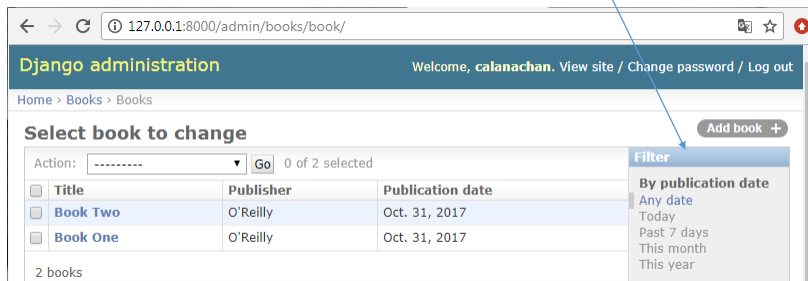 127.0.0.1:8000/admin/books/book/
Django administration
Welcome, calanachan. View site / Change password / Log out
Home › Books › Books
Select book to change
Add book +
Action: --------- Go 0 of 2 selected
Filter
Title Publisher Publication date
Book Two O'Reilly Oct. 31, 2017
Book One O'Reilly Oct. 31, 2017
2 books
By publication date
Any date
Today
Past 7 days
This month
This year